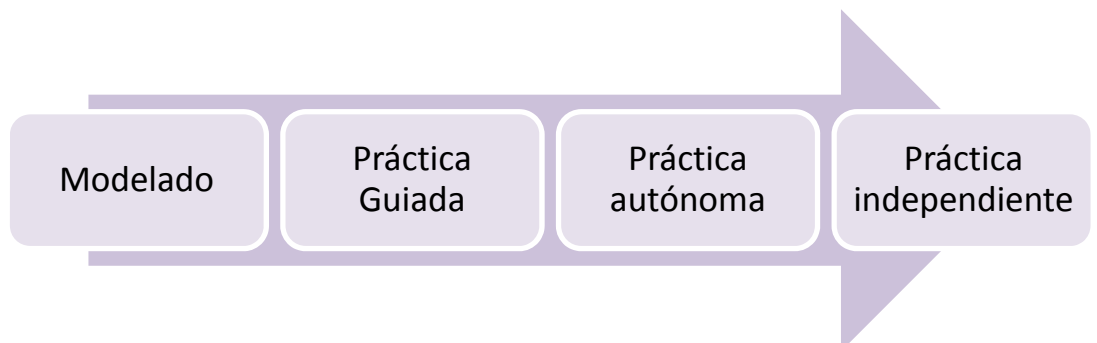 Modelado
Práctica
Guiada
Práctica
autónoma
Práctica
independiente